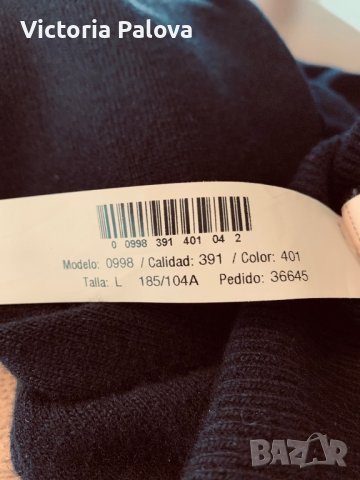 Victoria Palova
0 0998 391 401 04 2
Modelo: 0998 / Calidad: 391 / Color: 401
Talla: L 185/104A Pedido: 36645
BAZAR